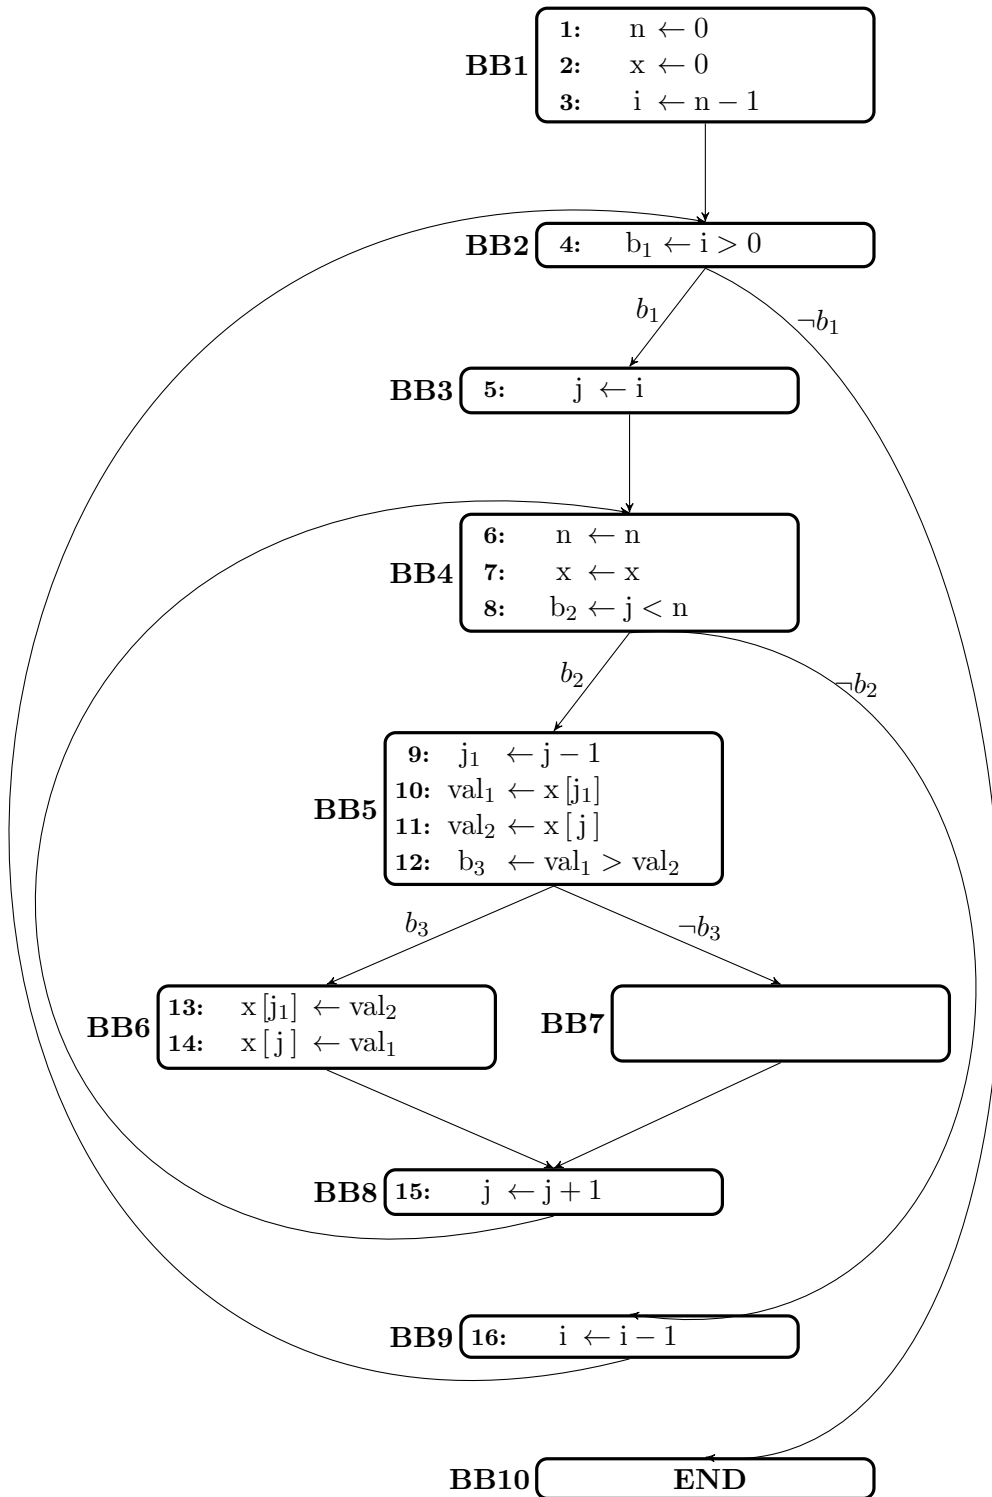 BB1
1: n ← 0
2: x ← 0
3: i ← n − 1
BB2
4: b₁ ← i > 0
b₁
¬b₁
BB3
5: j ← i
BB4
6: n ← n
7: x ← x
8: b₂ ← j < n
b₂
¬b₂
BB5
9: j₁ ← j − 1
10: val₁ ← x [j₁]
11: val₂ ← x [ j ]
12: b₃ ← val₁ > val₂
b₃
¬b₃
BB6
13: x [j₁] ← val₂
14: x [ j ] ← val₁
BB7
BB8
15: j ← j + 1
BB9
16: i ← i − 1
BB10
END